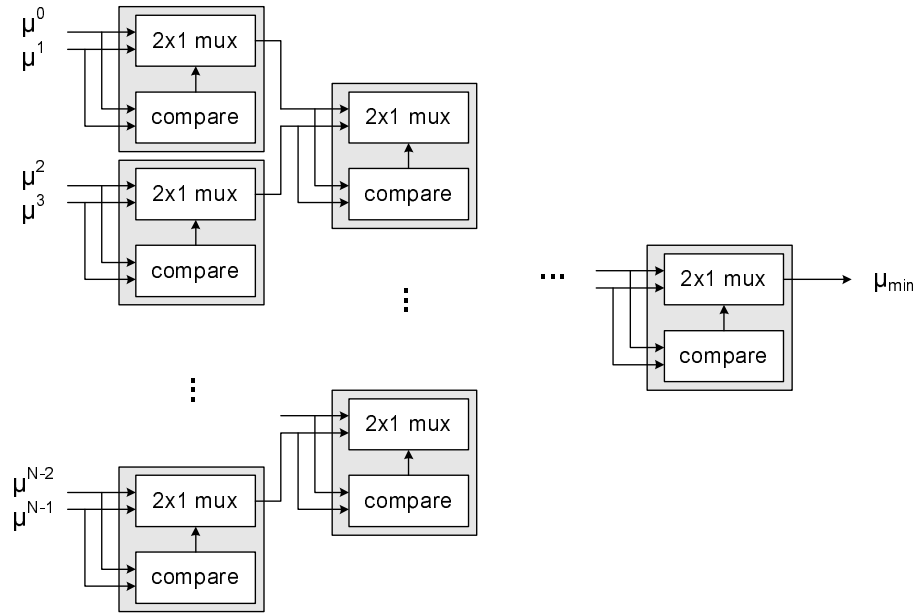 μ⁰
μ¹
2x1 mux
compare
μ²
μ³
2x1 mux
compare
2x1 mux
compare
...
2x1 mux
compare
μmin
⋮
⋮
2x1 mux
compare
μᴺ⁻²
μᴺ⁻¹
2x1 mux
compare